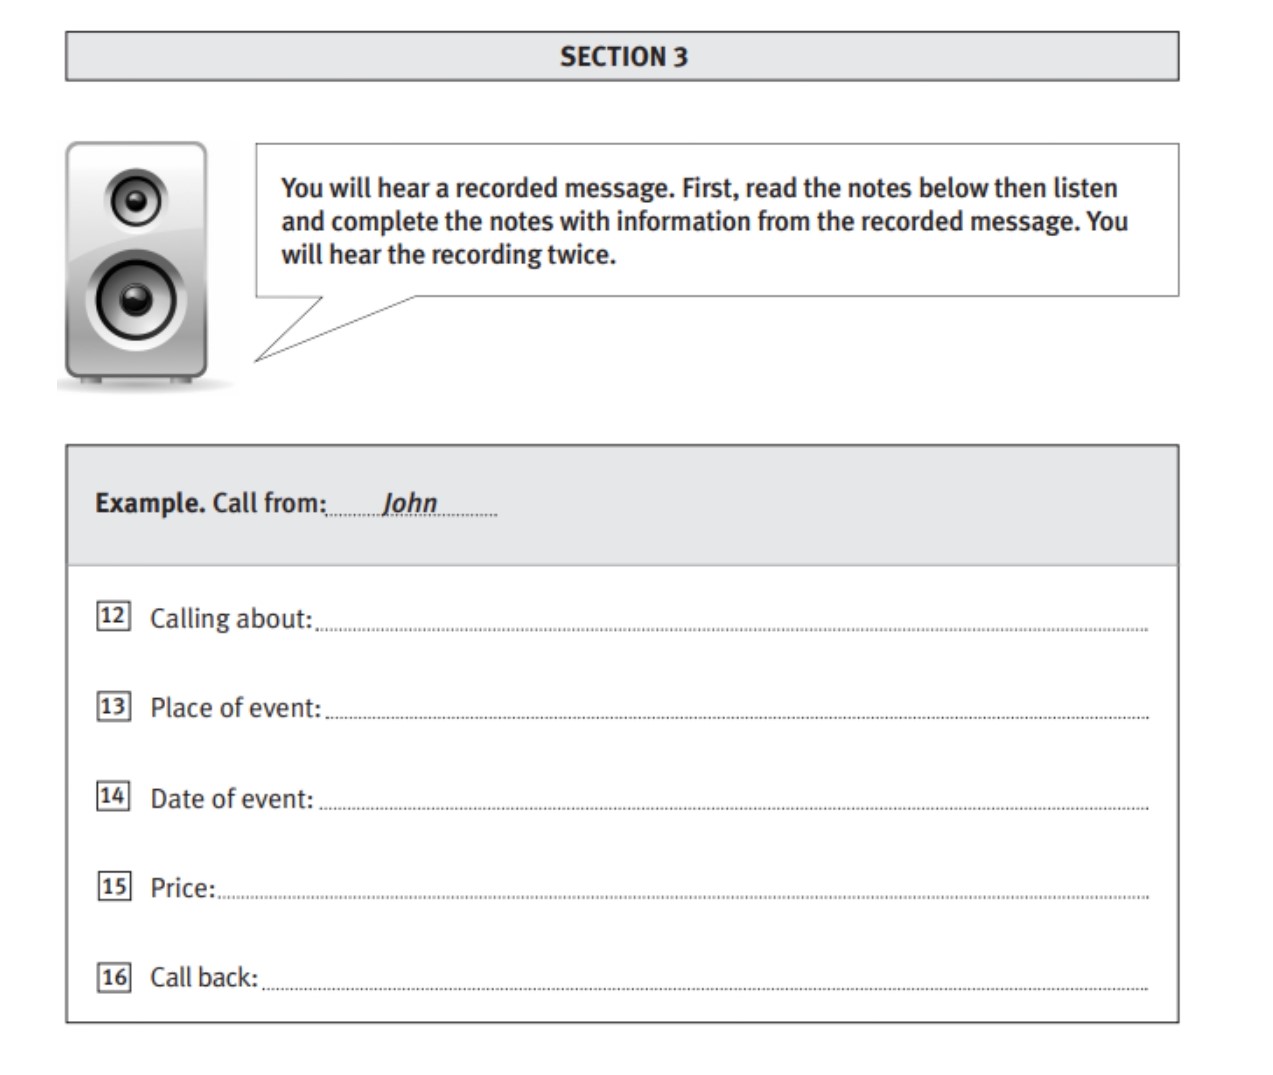 SECTION 3
You will hear a recorded message. First, read the notes below then listen
and complete the notes with information from the recorded message. You
will hear the recording twice.
Example. Call from: John
12 Calling about:
13 Place of event:
14 Date of event:
15 Price:
16 Call back: